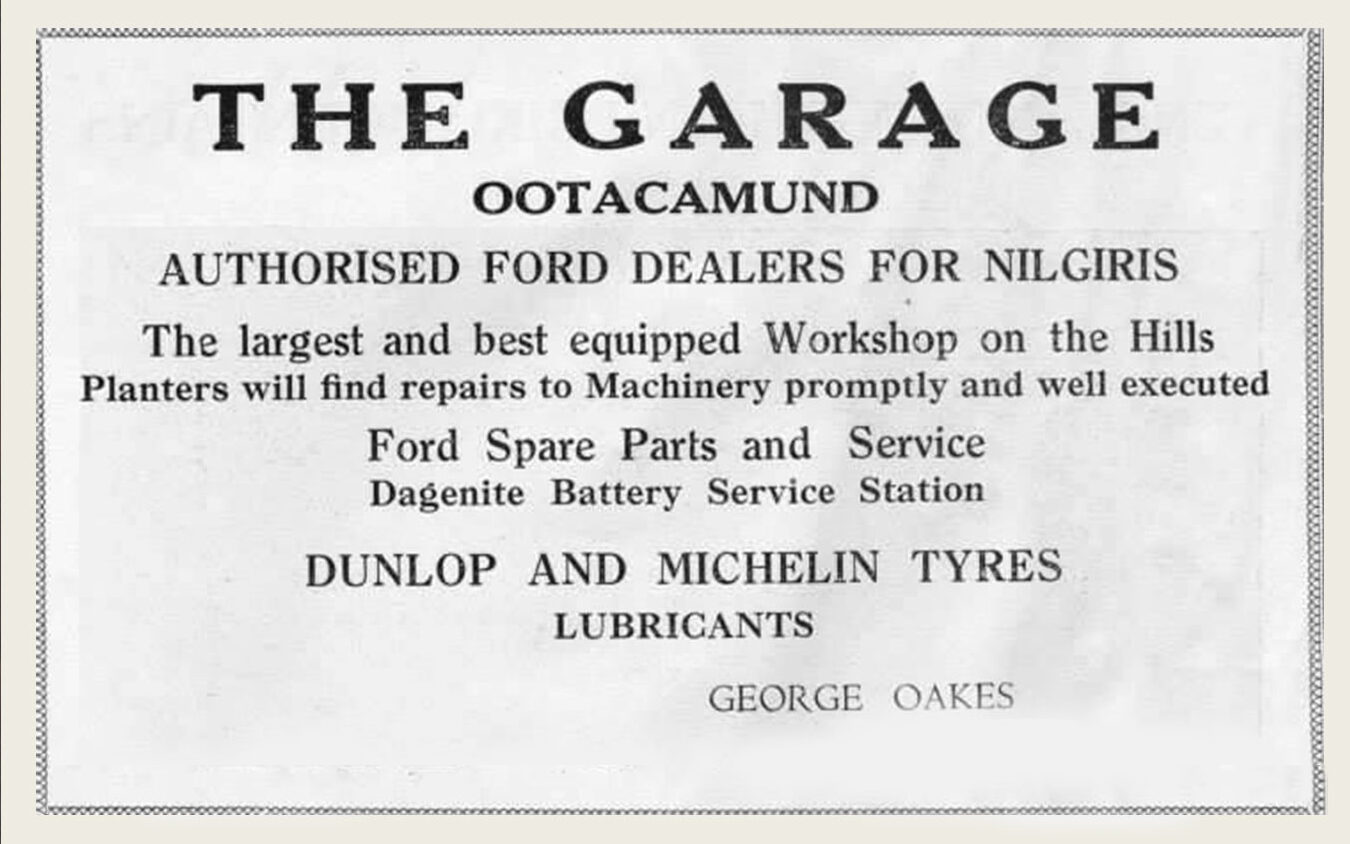 THE GARAGE
OOTACAMUND
AUTHORISED FORD DEALERS FOR NILGIRIS
The largest and best equipped Workshop on the Hills
Planters will find repairs to Machinery promptly and well executed
Ford Spare Parts and Service
Dagenite Battery Service Station
DUNLOP AND MICHELIN TYRES
LUBRICANTS
GEORGE OAKES